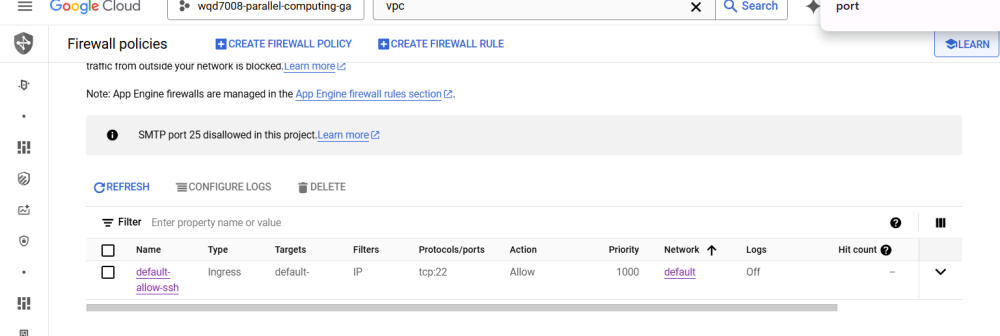 Google Cloud
wqd7008-parallel-computing-ga
vpc
Search
port
Firewall policies
CREATE FIREWALL POLICY
CREATE FIREWALL RULE
LEARN
traffic from outside your network is blocked. Learn more
Note: App Engine firewalls are managed in the App Engine firewall rules section.
SMTP port 25 disallowed in this project. Learn more
REFRESH
CONFIGURE LOGS
DELETE
Filter Enter property name or value
Name Type Targets Filters Protocols/ports Action Priority Network Logs Hit count
default- Ingress default- IP tcp:22 Allow 1000 default Off –
allow-ssh